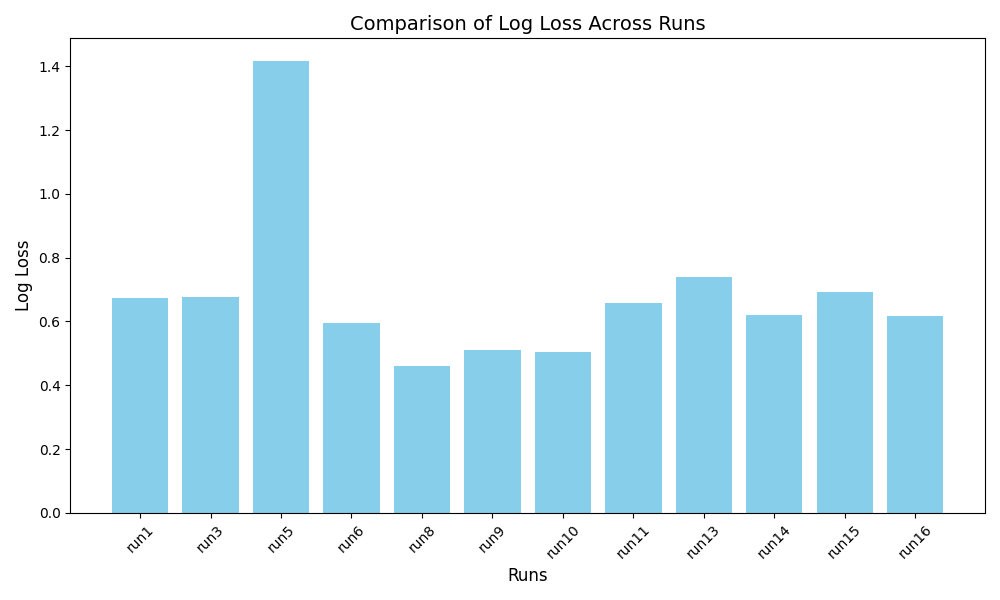 Comparison of Log Loss Across Runs
Log Loss
1.4
1.2
1.0
0.8
0.6
0.4
0.2
0.0
run1 run3 run5 run6 run8 run9 run10 run11 run13 run14 run15 run16
Runs